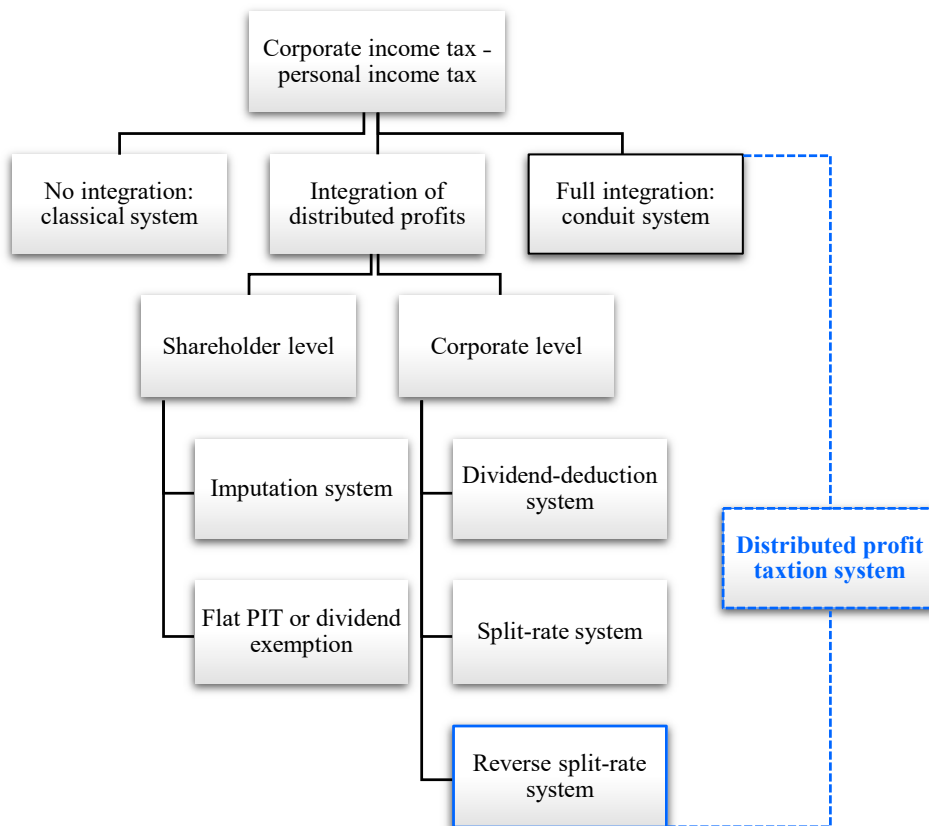 Corporate income tax -
personal income tax
No integration:
classical system
Integration of
distributed profits
Full integration:
conduit system
Shareholder level
Corporate level
Imputation system
Dividend-deduction
system
Distributed profit
taxtion system
Flat PIT or dividend
exemption
Split-rate system
Reverse split-rate
system